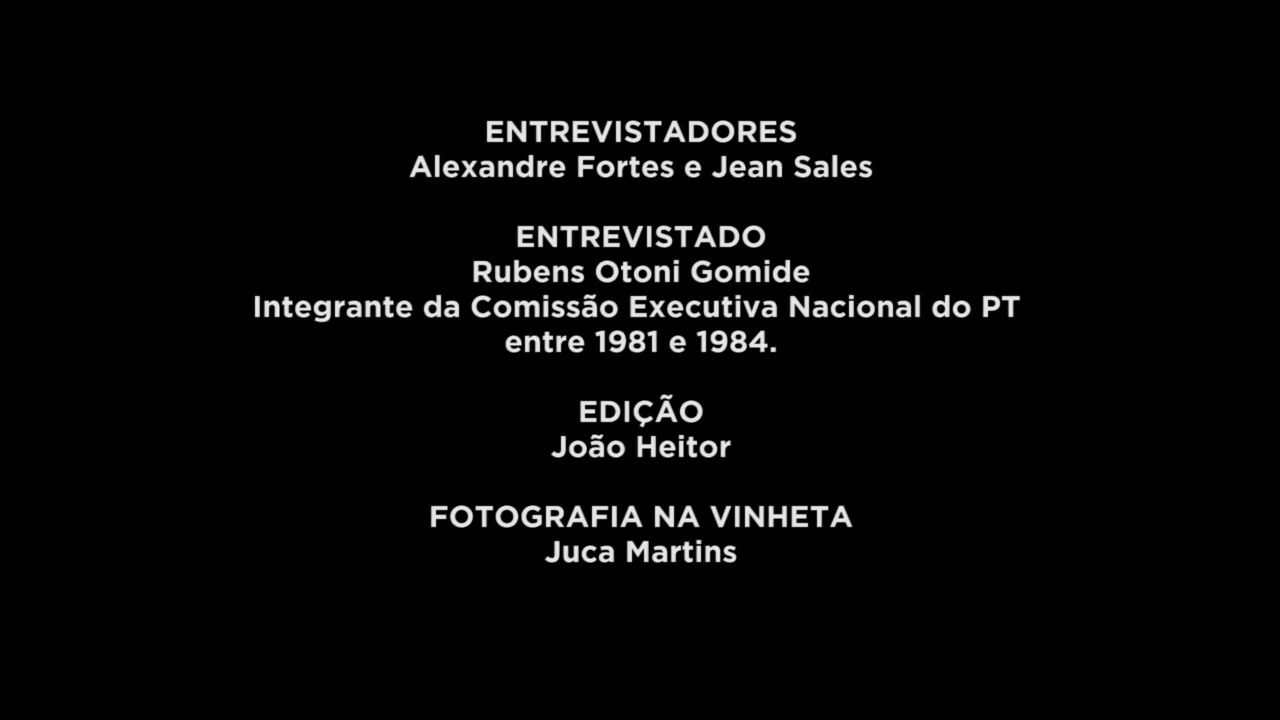 ENTREVISTADORES
Alexandre Fortes e Jean Sales
ENTREVISTADO
Rubens Otoni Gomide
Integrante da Comissão Executiva Nacional do PT
entre 1981 e 1984.
EDIÇÃO
João Heitor
FOTOGRAFIA NA VINHETA
Juca Martins